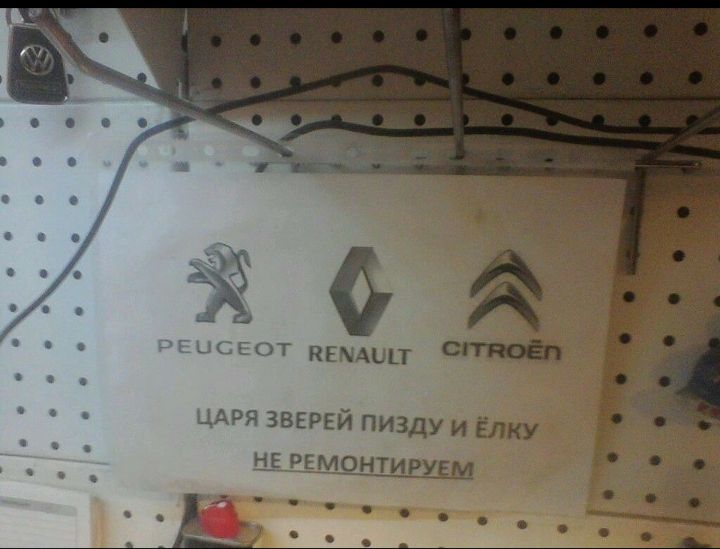 PEUGEOT RENAULT CITROËN
ЦАРЯ ЗВЕРЕЙ ПИЗДУ И ЁЛКУ
НЕ РЕМОНТИРУЕМ